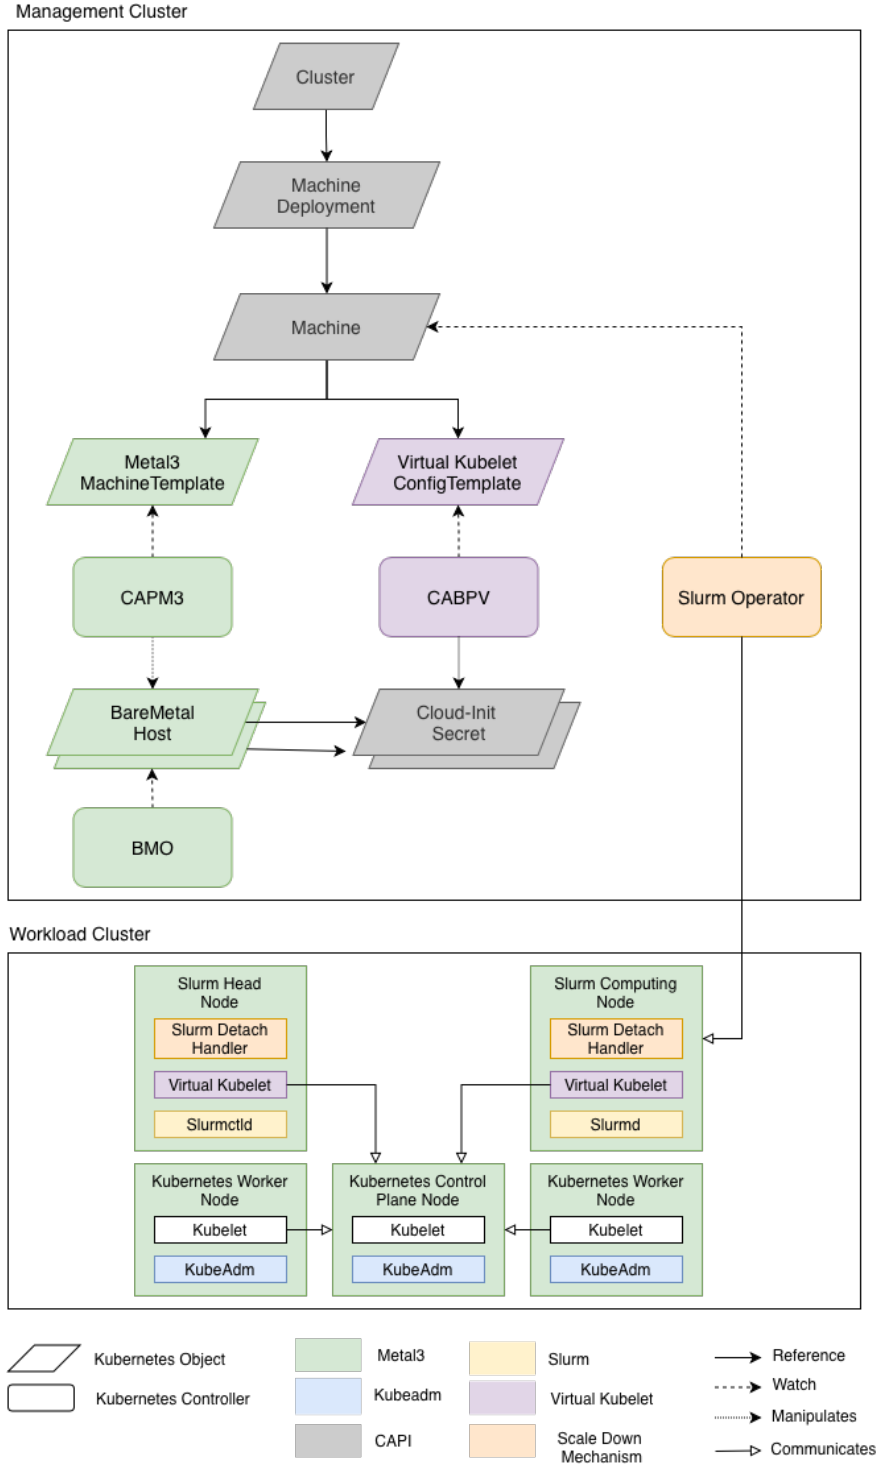 Management Cluster
Cluster
Machine
Deployment
Machine
Metal3
MachineTemplate
Virtual Kubelet
ConfigTemplate
CAPM3
CABPV
Slurm Operator
BareMetal
Host
Cloud-Init
Secret
BMO
Workload Cluster
Slurm Head
Node
Slurm Detach
Handler
Virtual Kubelet
Slurmctld
Slurm Computing
Node
Slurm Detach
Handler
Virtual Kubelet
Slurmd
Kubernetes Worker
Node
Kubelet
KubeAdm
Kubernetes Control
Plane Node
Kubelet
KubeAdm
Kubernetes Worker
Node
Kubelet
KubeAdm
Kubernetes Object
Kubernetes Controller
Metal3
Kubeadm
CAPI
Slurm
Virtual Kubelet
Scale Down
Mechanism
Reference
Watch
Manipulates
Communicates